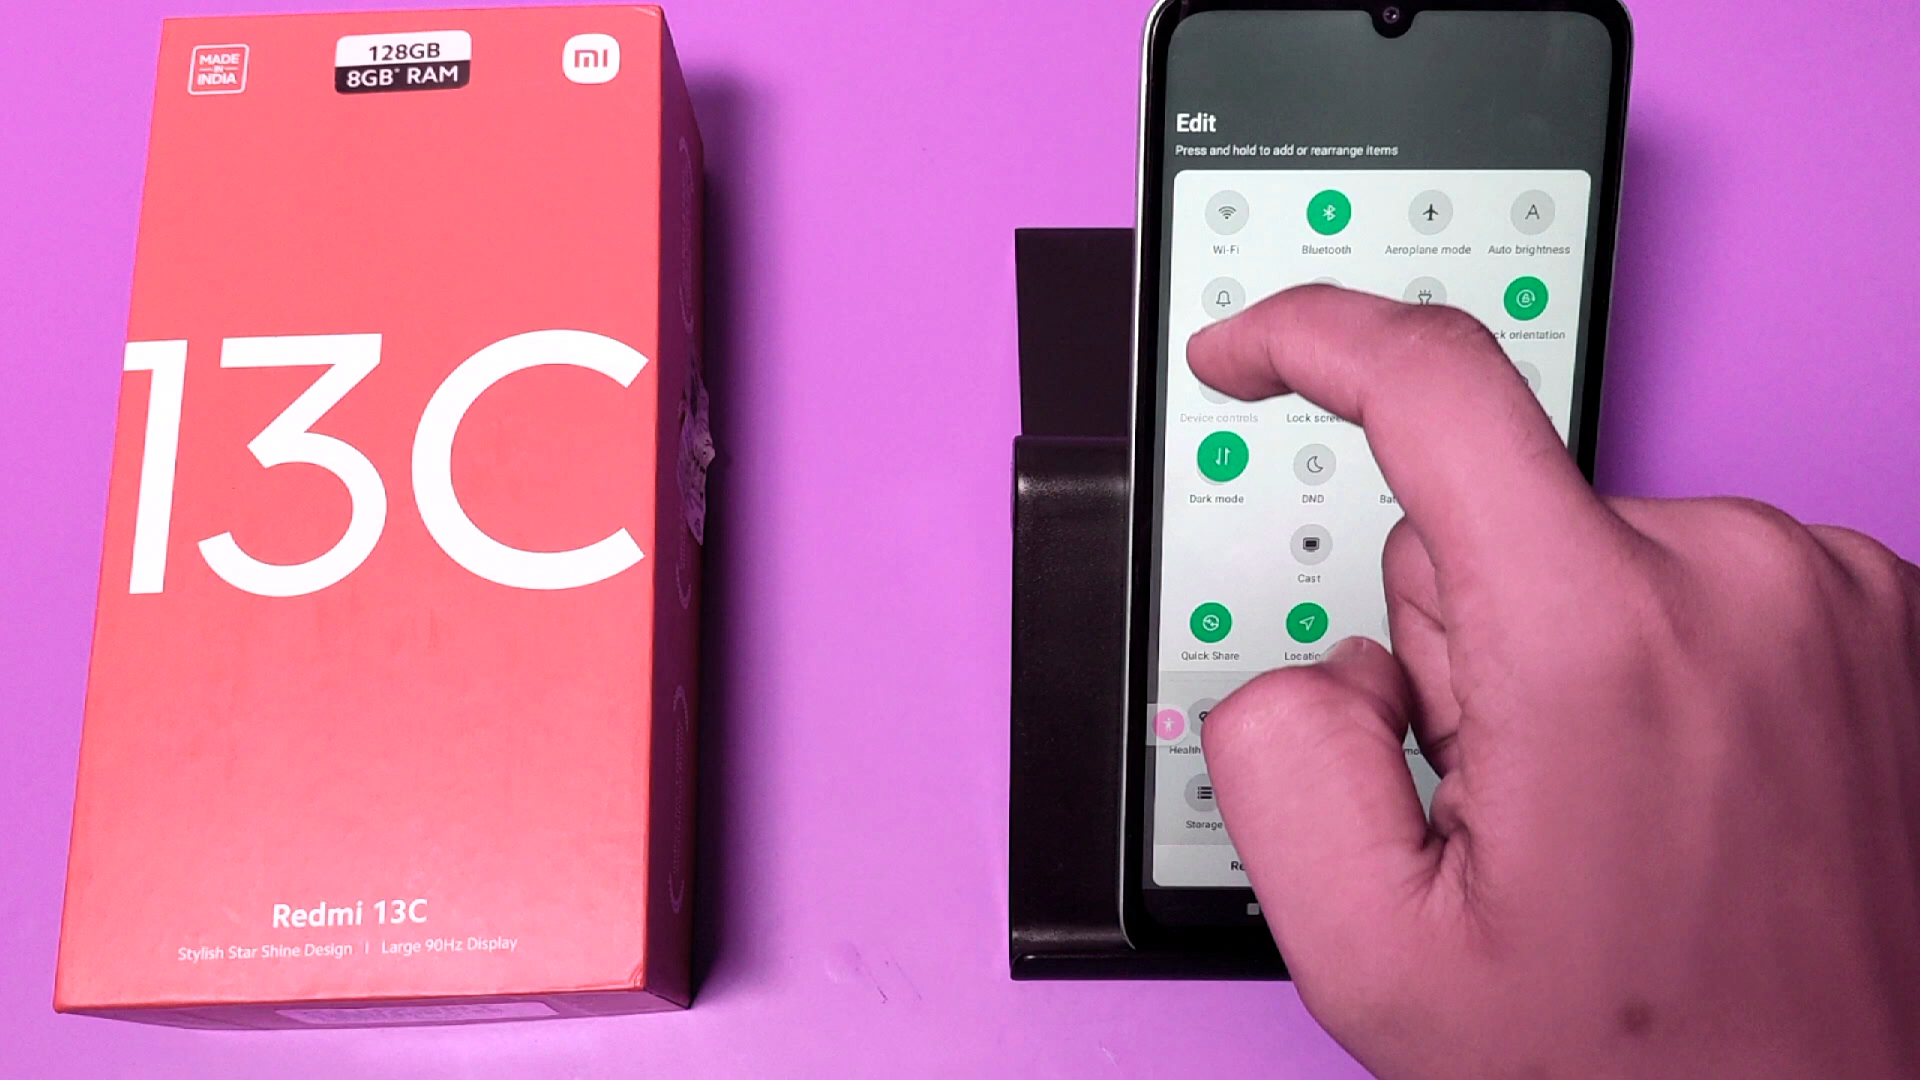 MADE
IN
INDIA
128GB
8GB* RAM
mi
13C
Redmi 13C
Stylish Star Shine Design | Large 90Hz Display
Edit
Press and hold to add or rearrange items
Wi-Fi Bluetooth Aeroplane mode Auto brightness
orientation
Device controls Lock
Dark mode DND
Cast
Quick Share
Health
Storage